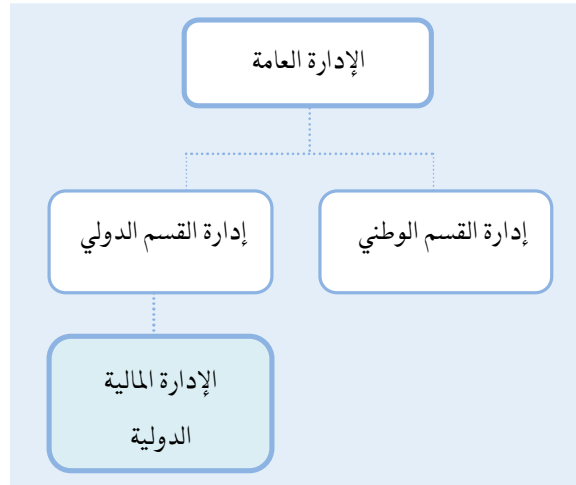 الإدارة العامة
إدارة القسم الوطني
إدارة القسم الدولي
الإدارة المالية
الدولية